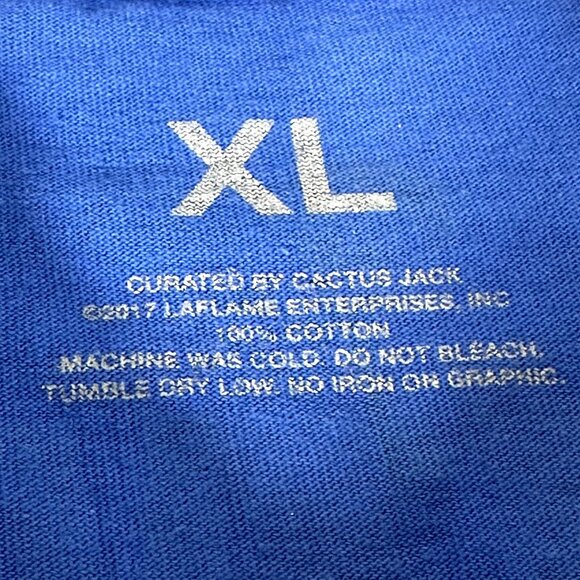 XL
CURATED BY CACTUS JACK
©2017 LAFLAME ENTERPRISES, INC
100% COTTON
MACHINE WAS COLD. DO NOT BLEACH.
TUMBLE DRY LOW. NO IRON ON GRAPHIC.